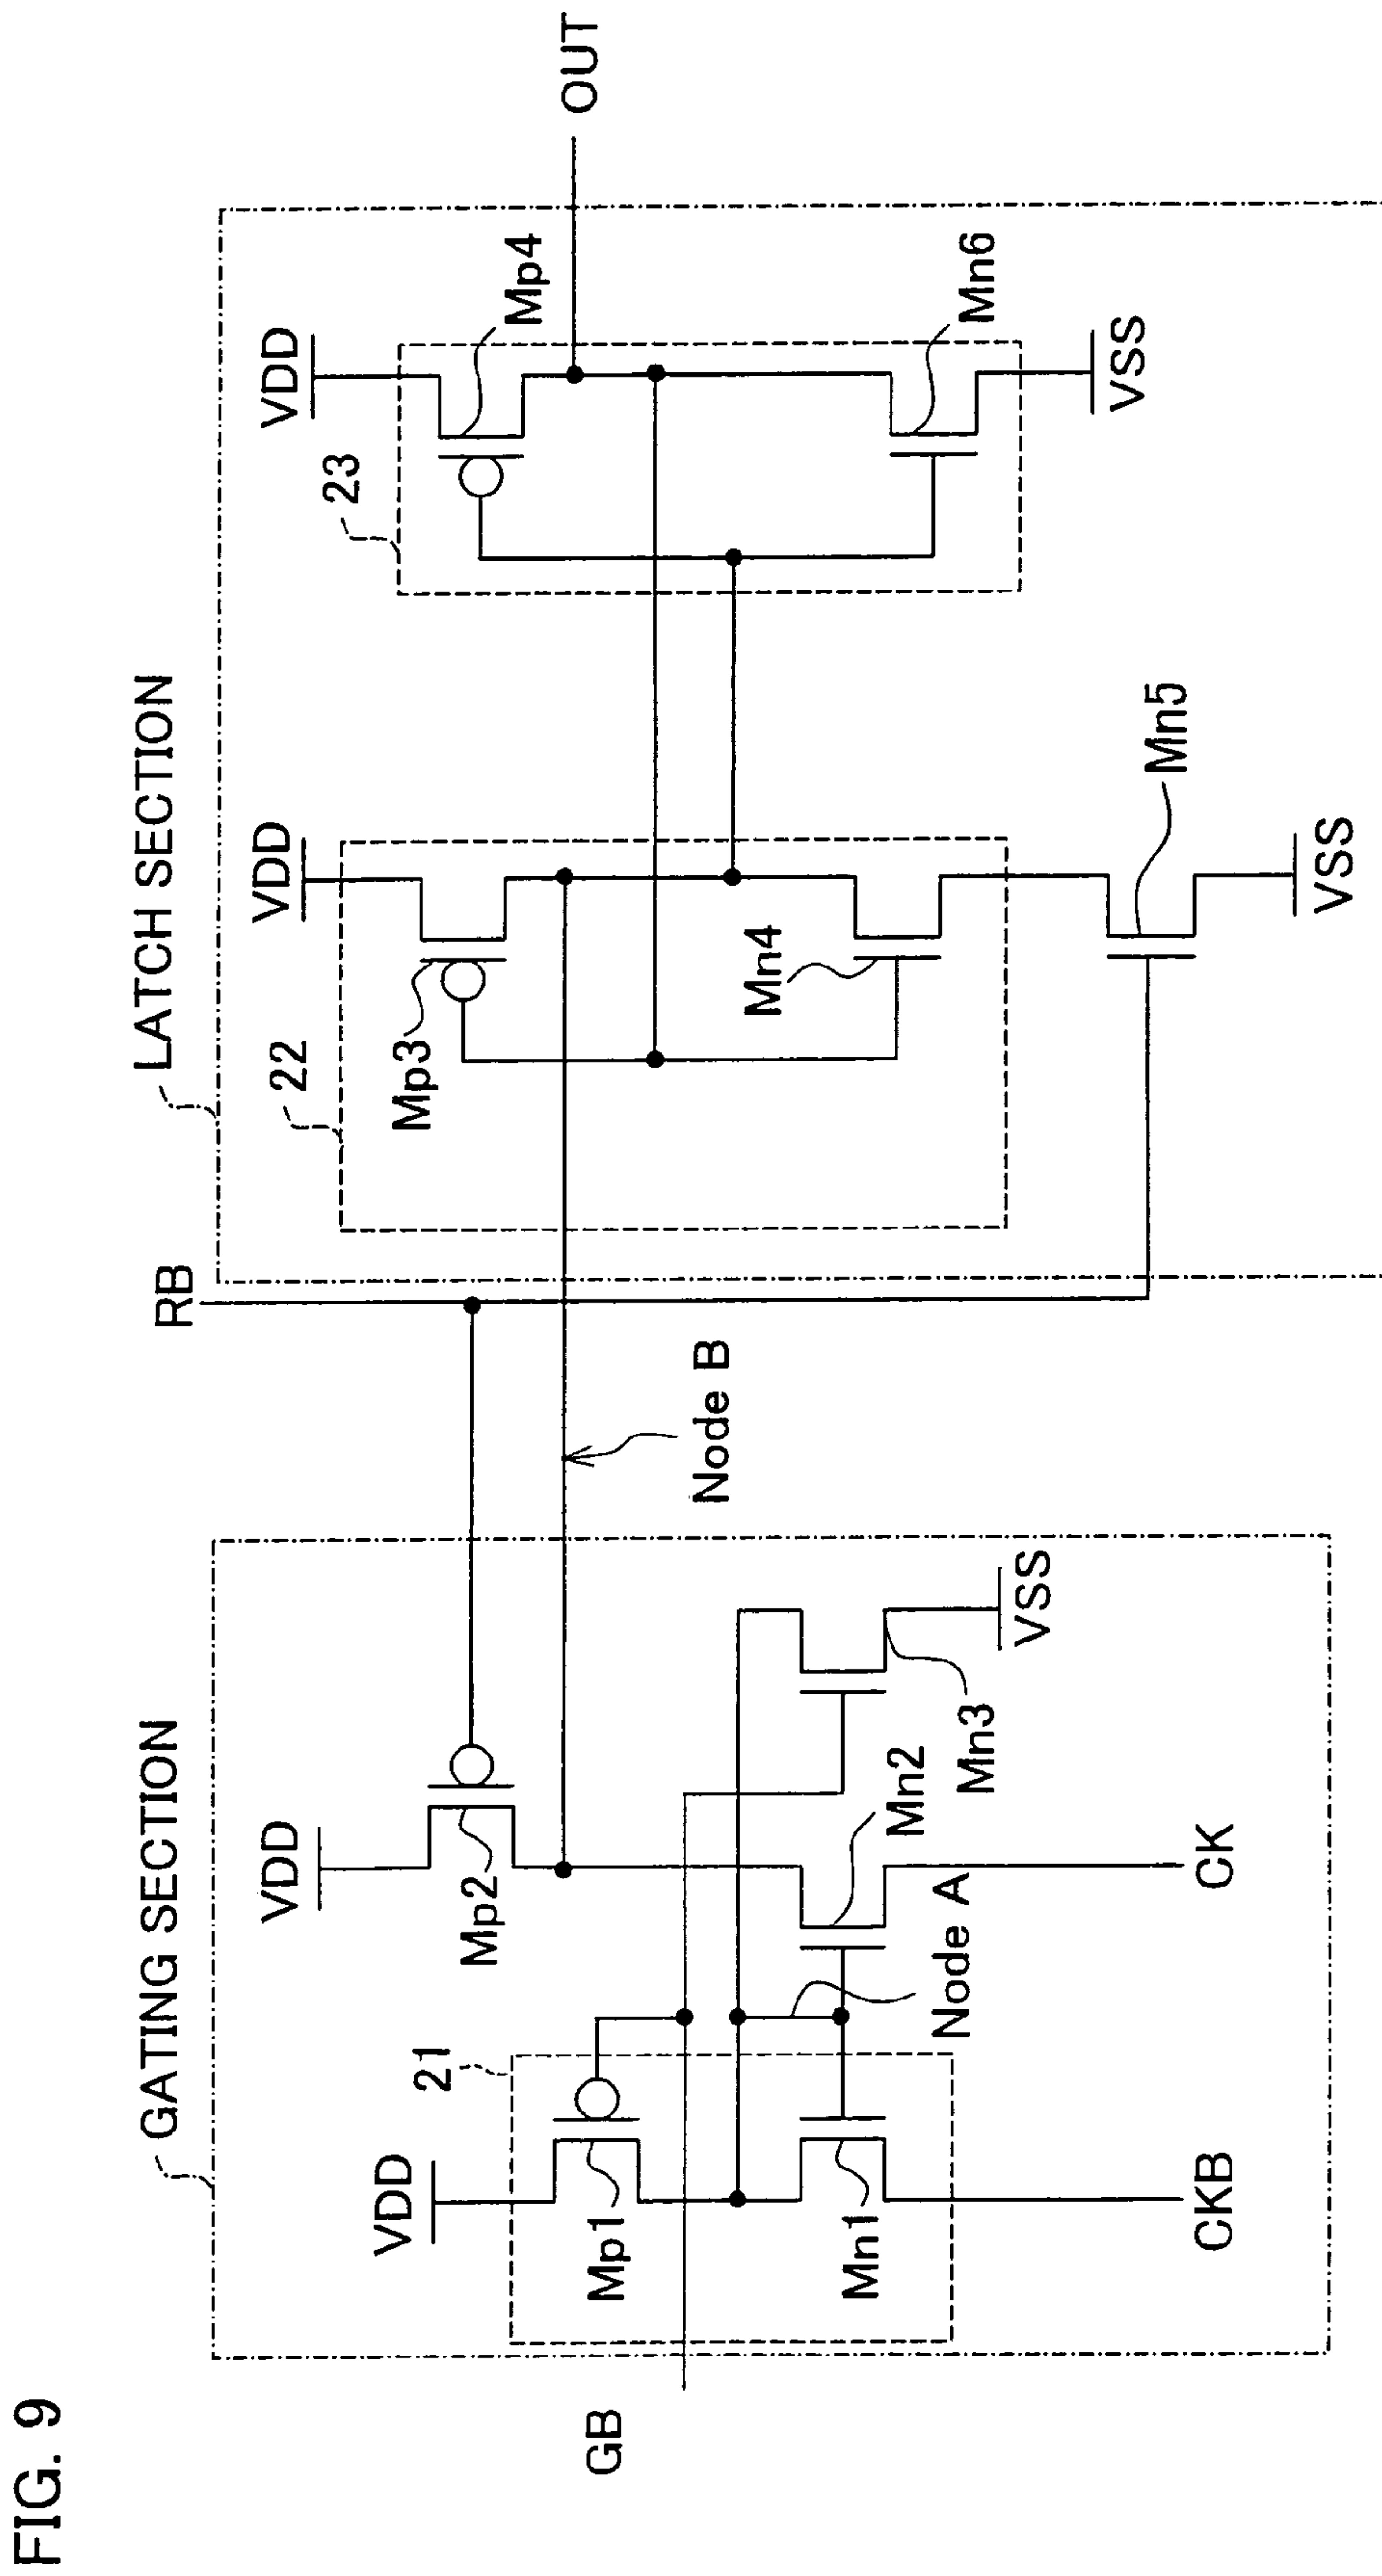 FIG. 9
GATING SECTION
LATCH SECTION
RB
VDD
VDD
VDD
VDD
21
22
23
Mp1
Mp2
Mp3
Mp4
OUT
GB
Node B
Mn1
Mn2
Mn3
Mn4
Mn5
Mn6
Node A
CKB
CK
VSS
VSS
VSS